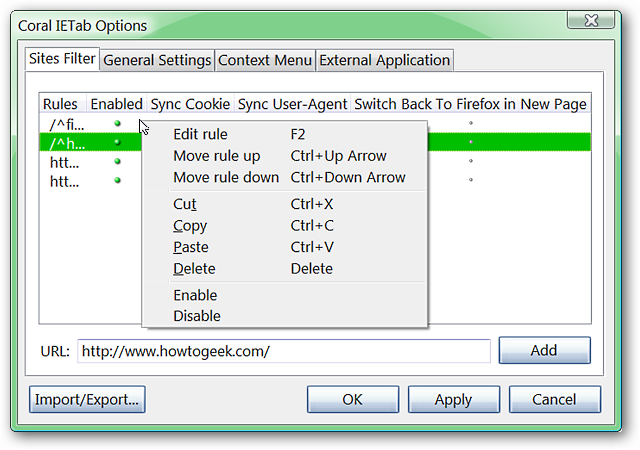 Coral IETab Options
Sites Filter General Settings Context Menu External Application
Rules Enabled Sync Cookie Sync User-Agent Switch Back To Firefox in New Page
/^fi...
/^h...
htt...
htt...
Edit rule F2
Move rule up Ctrl+Up Arrow
Move rule down Ctrl+Down Arrow
Cut Ctrl+X
Copy Ctrl+C
Paste Ctrl+V
Delete Delete
Enable
Disable
URL: http://www.howtogeek.com/ Add
Import/Export... OK Apply Cancel